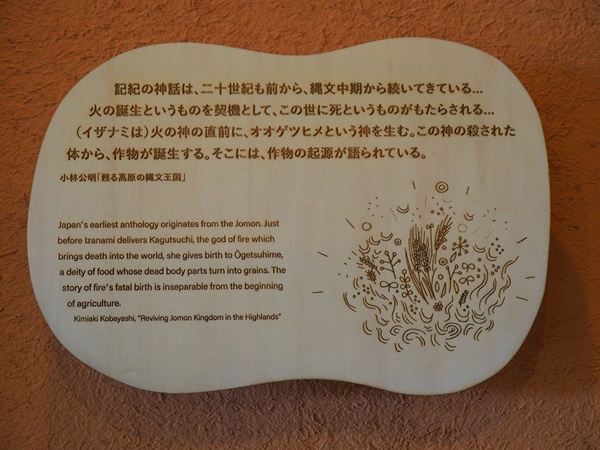 記紀の神話は、二十世紀も前から、縄文中期から続いてきている...
火の誕生というものを契機として、この世に死というものがもたらされる...
（イザナミは）火の神の直前に、オオゲツヒメという神を生む。この神の殺された
体から、作物が誕生する。そこには、作物の起源が語られている。
小林公明「甦る高原の縄文王国」
Japan's earliest anthology originates from the Jomon. Just
before Izanami delivers Kagutsuchi, the god of fire which
brings death into the world, she gives birth to Ōgetsuhime,
a deity of food whose dead body parts turn into grains. The
story of fire's fatal birth is inseparable from the beginning
of agriculture.
Kimiaki Kobayashi, "Reviving Jomon Kingdom in the Highlands"